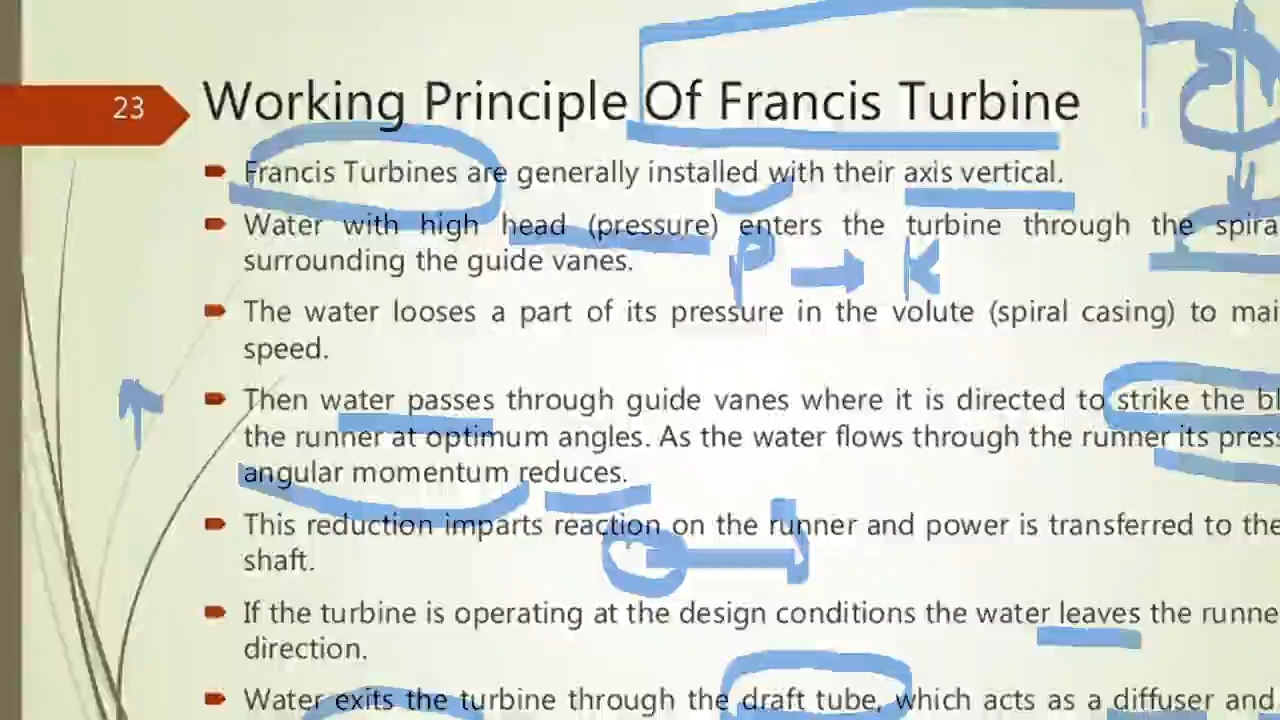 23
Working Principle Of Francis Turbine
Francis Turbines are generally installed with their axis vertical.
Water with high head (pressure) enters the turbine through the spira
surrounding the guide vanes.
P → K
The water looses a part of its pressure in the volute (spiral casing) to mai
speed.
Then water passes through guide vanes where it is directed to strike the bl
the runner at optimum angles. As the water flows through the runner its press
angular momentum reduces.
This reduction imparts reaction on the runner and power is transferred to the
shaft.
If the turbine is operating at the design conditions the water leaves the runne
direction.
Water exits the turbine through the draft tube, which acts as a diffuser and